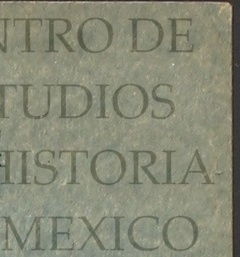 NTRO DE
TUDIOS
HISTORIA
MEXICO